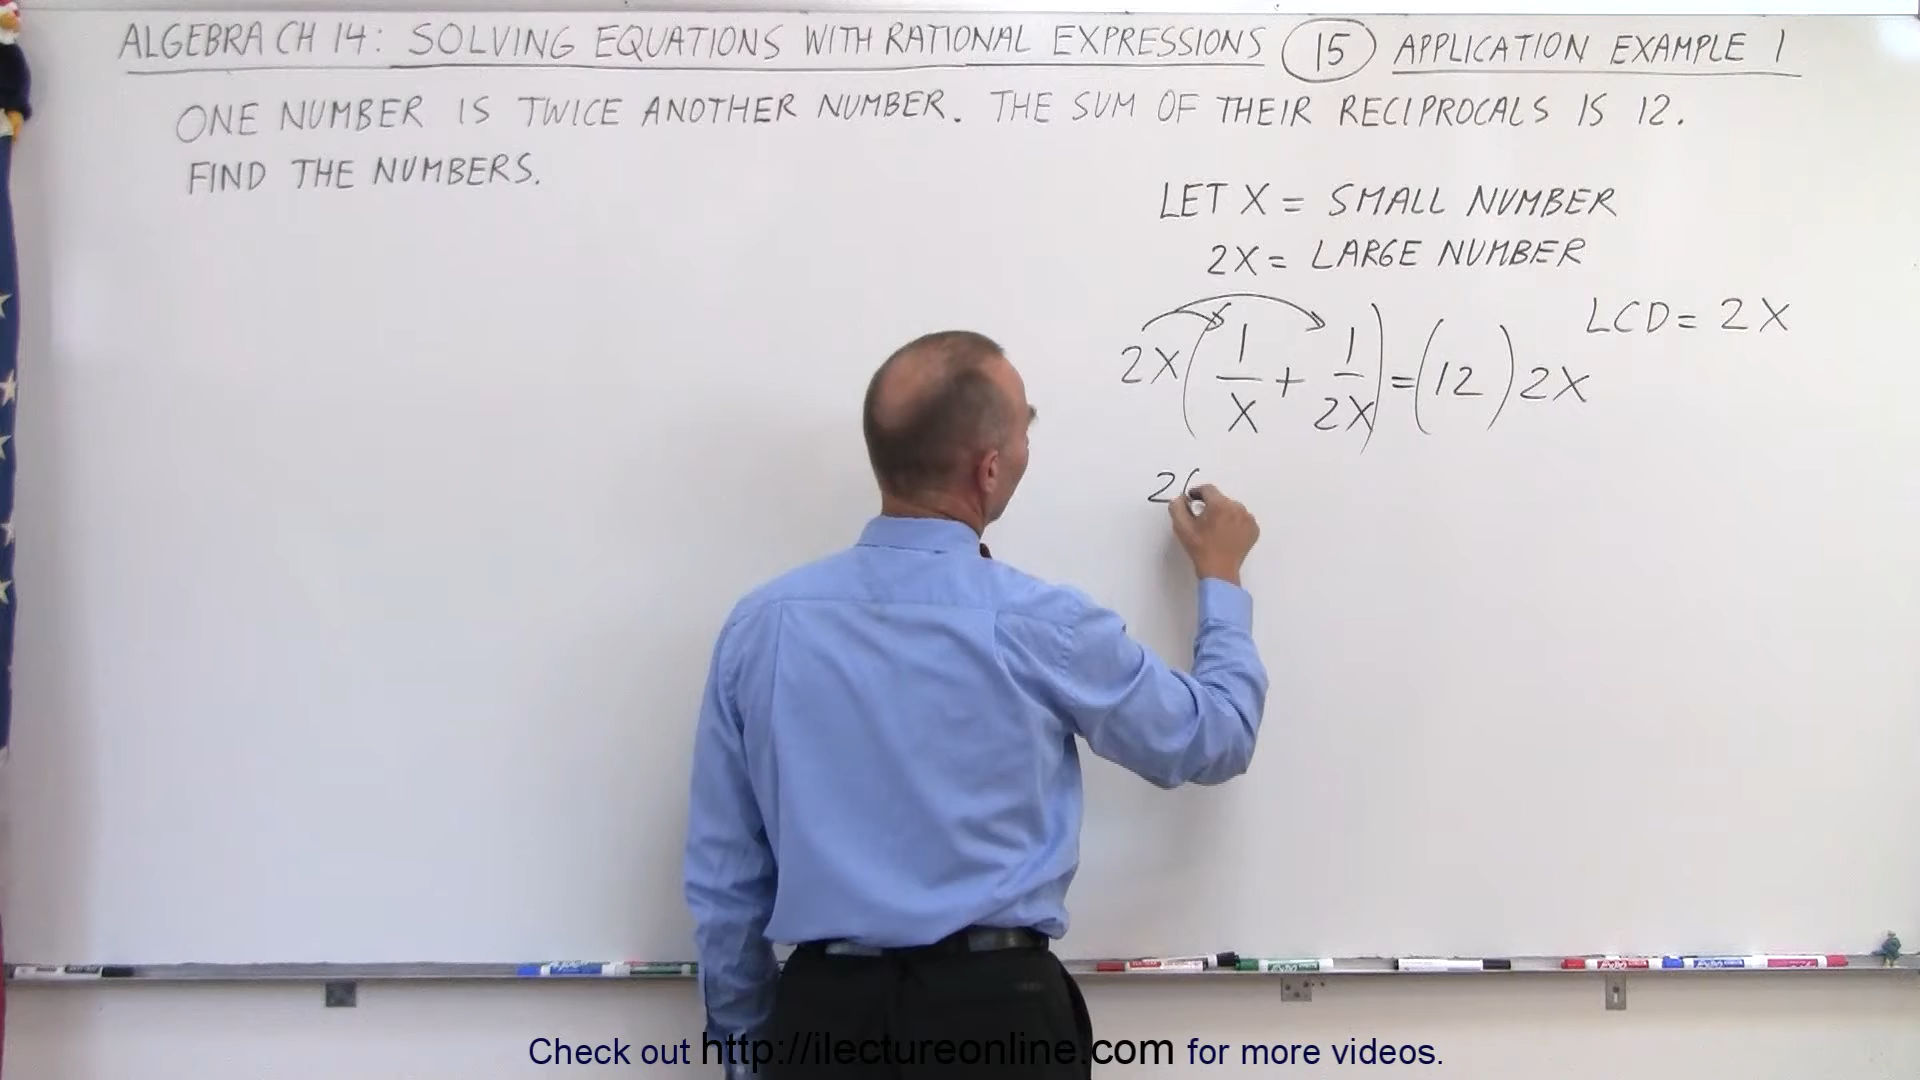 ALGEBRA CH 14: SOLVING EQUATIONS WITH RATIONAL EXPRESSIONS 15 APPLICATION EXAMPLE 1
ONE NUMBER IS TWICE ANOTHER NUMBER. THE SUM OF THEIR RECIPROCALS IS 12.
FIND THE NUMBERS.
LET X = SMALL NUMBER
2X = LARGE NUMBER
LCD = 2X
2X(1/X + 1/2X) = (12)2X
2(
Check out http://ilectureonline.com for more videos.